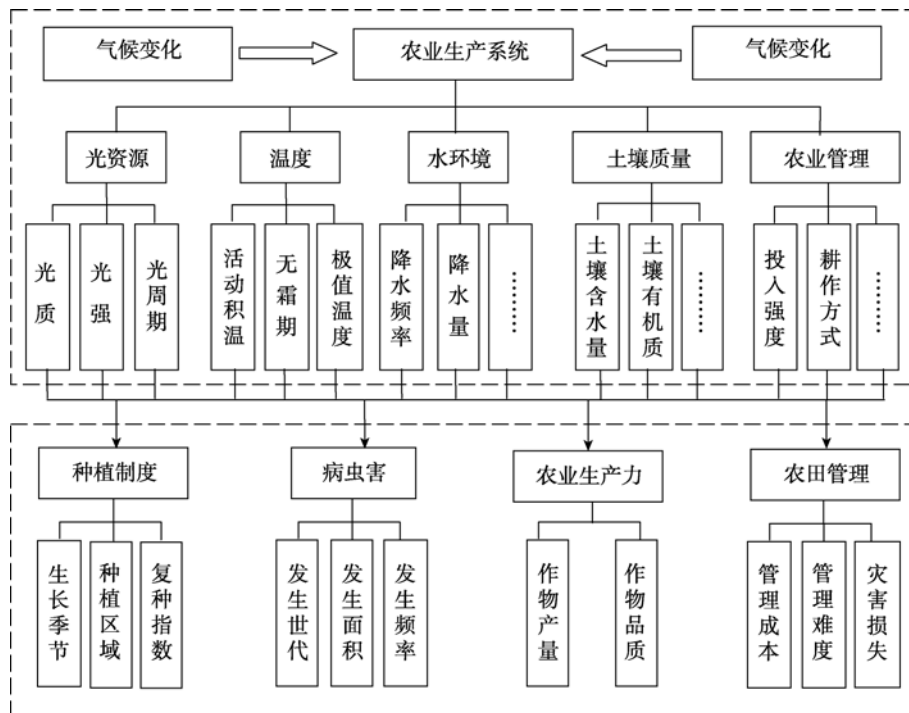 气候变化
农业生产系统
气候变化
光资源
温度
水环境
土壤质量
农业管理
光质
光强
光周期
活动积温
无霜期
极值温度
降水频率
降水量
………
土壤含水量
土壤有机质
………
投入强度
耕作方式
………
种植制度
病虫害
农业生产力
农田管理
生长季节
种植区域
复种指数
发生世代
发生面积
发生频率
作物产量
作物品质
管理成本
管理难度
灾害损失